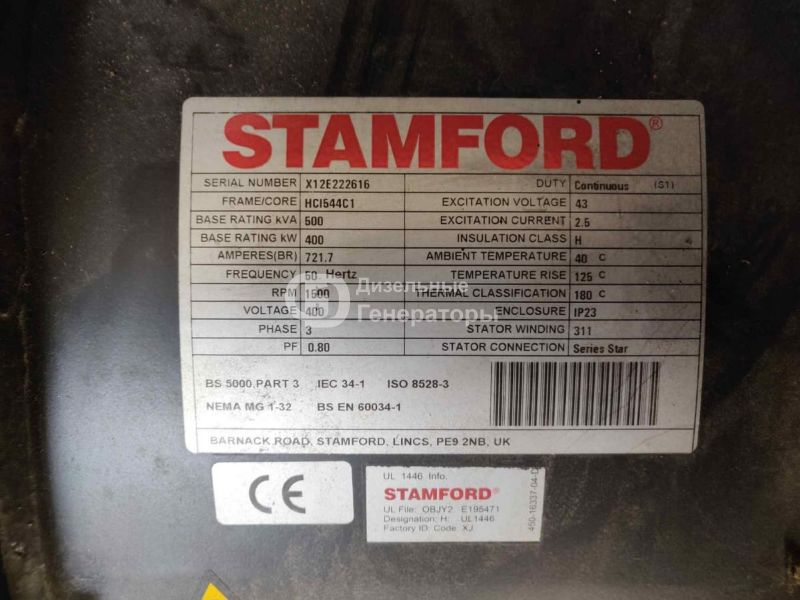 STAMFORD®
SERIAL NUMBER X12E222616 DUTY Continuous (S1)
FRAME/CORE HCI544C1 EXCITATION VOLTAGE 43
BASE RATING kVA 500 EXCITATION CURRENT 2.5
BASE RATING kW 400 INSULATION CLASS H
AMPERES(BR) 721.7 AMBIENT TEMPERATURE 40 C
FREQUENCY 50 Hertz TEMPERATURE RISE 125 C
RPM 1500 THERMAL CLASSIFICATION 180 C
VOLTAGE 400 ENCLOSURE IP23
PHASE 3 STATOR WINDING 311
PF 0.80 STATOR CONNECTION Series Star
Дизельные
Генераторы
BS 5000 PART 3 IEC 34-1 ISO 8528-3
NEMA MG 1-32 BS EN 60034-1
BARNACK ROAD, STAMFORD, LINCS, PE9 2NB, UK
CE
UL 1446 Info.
STAMFORD®
UL File: OBJY2. E195471
Designation: H: UL1446
Factory ID: Code XJ
450-16337-04-D